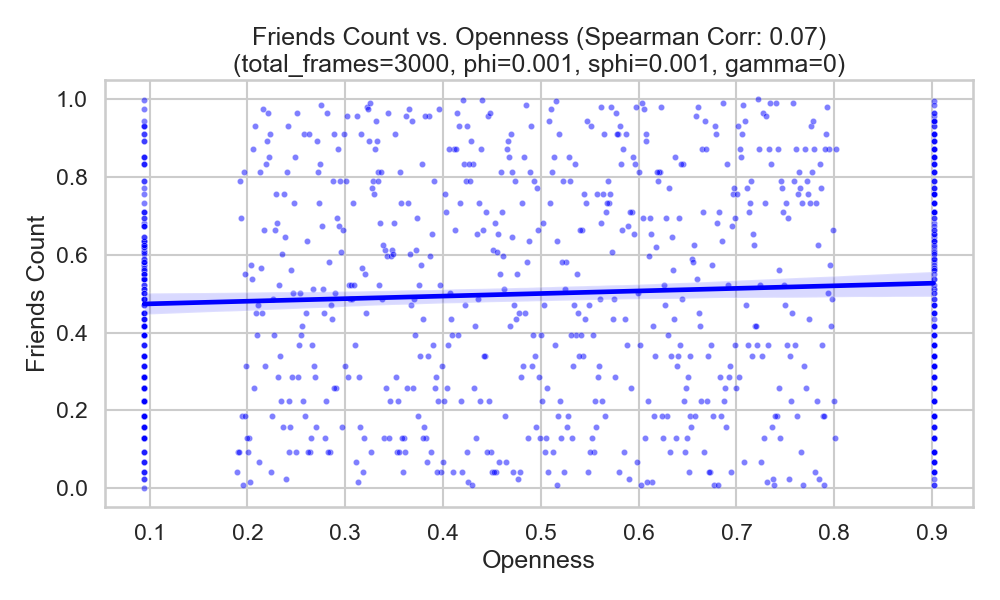 Friends Count vs. Openness (Spearman Corr: 0.07)
(total_frames=3000, phi=0.001, sphi=0.001, gamma=0)
1.0
0.8
0.6
0.4
0.2
0.0
Friends Count
0.1 0.2 0.3 0.4 0.5 0.6 0.7 0.8 0.9
Openness